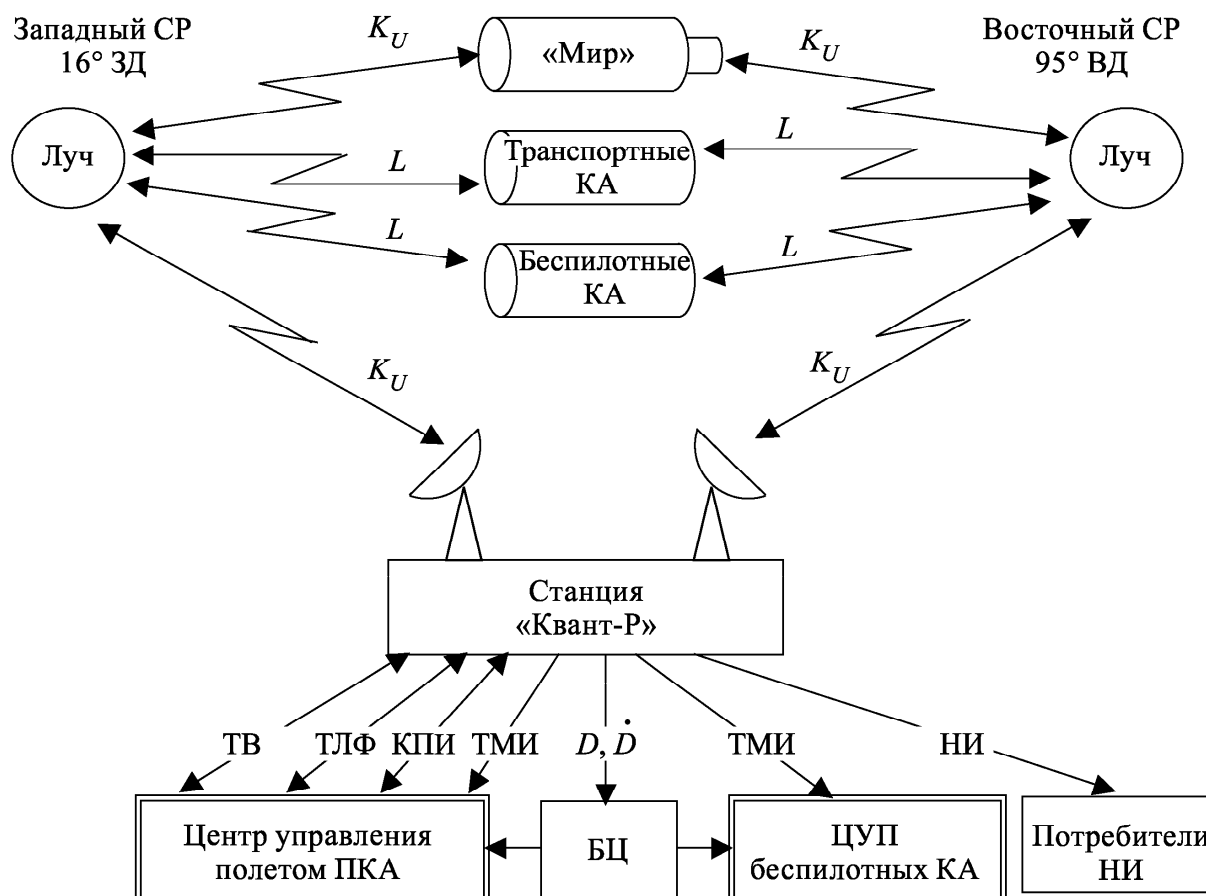 Западный СР
16° ЗД
Восточный СР
95° ВД
K_U
«Мир»
K_U
Луч
L
Транспортные
КА
L
Луч
L
Беспилотные
КА
L
K_U
K_U
Станция
«Квант-Р»
ТВ
ТЛФ
КПИ
ТМИ
D, Ḋ
ТМИ
НИ
Центр управления
полетом ПКА
БЦ
ЦУП
беспилотных КА
Потребители
НИ